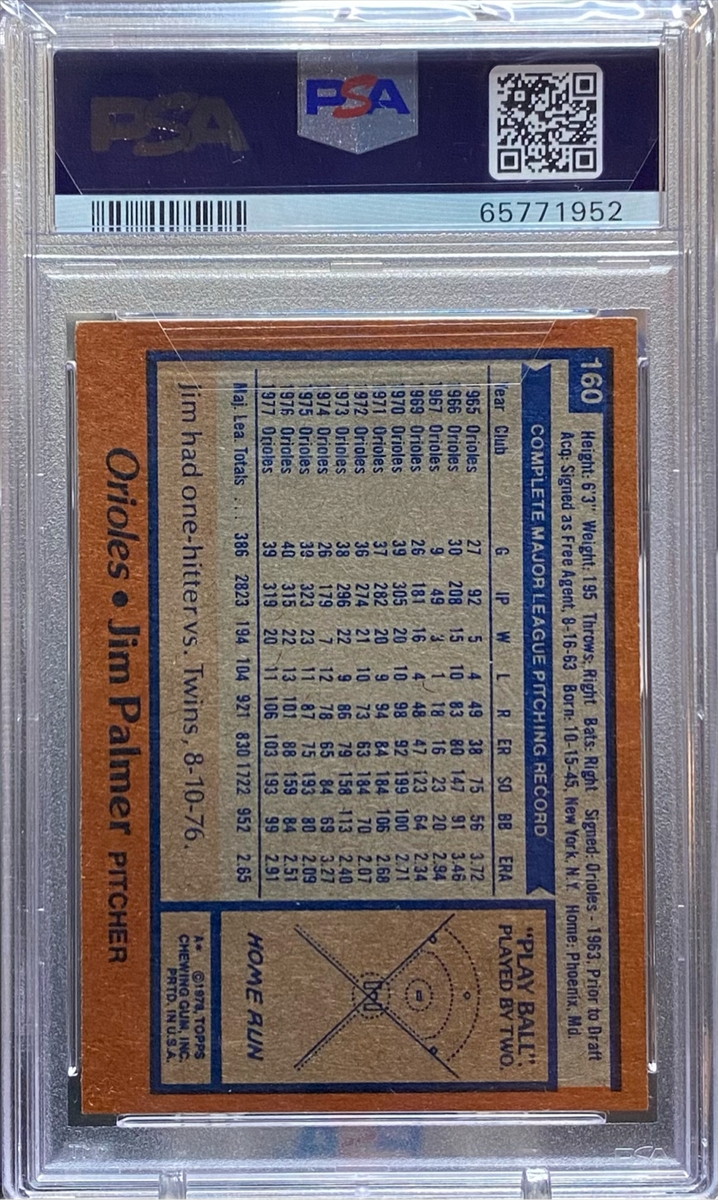 PSA
PSA
65771952
160
Height: 6'3" Weight: 195 Throws: Right Bats: Right Signed: Orioles - 1963, Prior to Draft
Acq. Signed as Free Agent, 8-16-63 Born: 10-15-45, New York, N.Y. Home: Phoenix, Md.
COMPLETE MAJOR LEAGUE PITCHING RECORD
Year Club G IP W L R ER SO BB ERA
1965 Orioles 27 92 5 4 49 38 75 56 3.72
1966 Orioles 30 208 15 10 83 80 147 91 3.46
1967 Orioles 9 49 3 1 18 16 23 20 2.94
1969 Orioles 26 181 16 4 48 47 123 64 2.34
1970 Orioles 39 305 20 10 98 92 199 100 2.71
1971 Orioles 37 282 20 9 94 84 184 106 2.68
1972 Orioles 36 274 21 10 73 63 184 70 2.07
1973 Orioles 38 296 22 9 86 79 158 113 2.40
1974 Orioles 26 179 7 12 78 65 84 69 3.27
1975 Orioles 39 323 23 11 87 75 193 80 2.09
1976 Orioles 40 315 22 13 101 88 159 84 2.51
1977 Orioles 39 319 20 11 106 103 193 99 2.91
Maj. Lea. Totals ... 386 2823 194 104 921 830 1722 952 2.65
Jim had one-hitter vs. Twins, 8-10-76.
"PLAY BALL":
PLAYED BY TWO.
HOME RUN
A* ©1978, TOPPS
CHEWING GUM, INC.
PRTD. IN U.S.A.
Orioles • Jim Palmer PITCHER
PSA